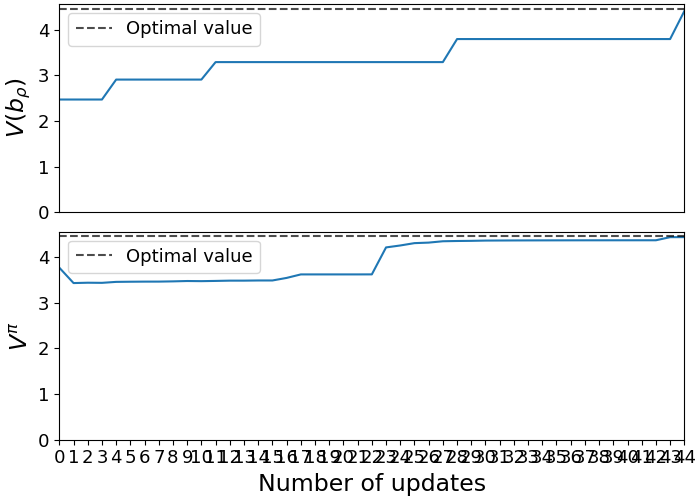 4
3
2
1
0
V(bρ)
Optimal value
4
3
2
1
0
Vπ
Optimal value
0 1 2 3 4 5 6 7 8 9 10 11 12 13 14 15 16 17 18 19 20 21 22 23 24 25 26 27 28 29 30 31 32 33 34 35 36 37 38 39 40 41 42 43 44
Number of updates